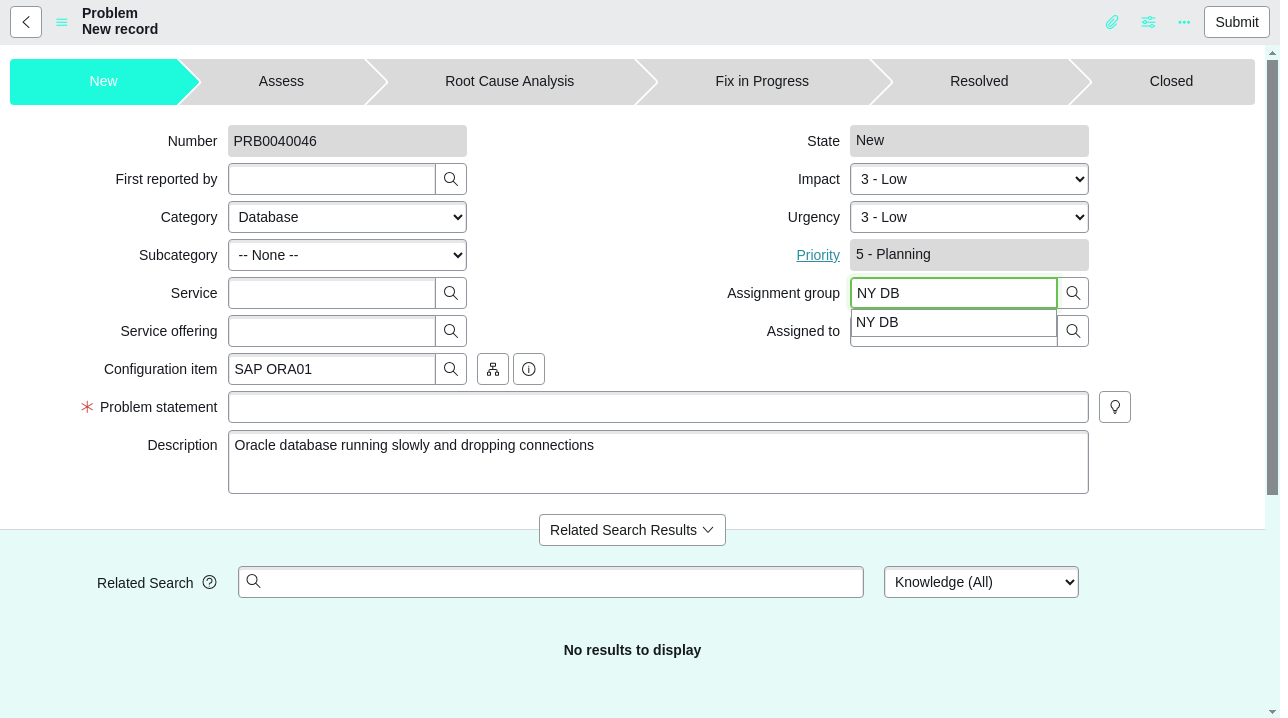 Problem
New record
Submit
New
Assess
Root Cause Analysis
Fix in Progress
Resolved
Closed
Number
PRB0040046
State
New
First reported by
Impact
3 - Low
Category
Database
Urgency
3 - Low
Subcategory
-- None --
Priority
5 - Planning
Service
Assignment group
NY DB
NY DB
Service offering
Assigned to
Configuration item
SAP ORA01
Problem statement
Description
Oracle database running slowly and dropping connections
Related Search Results
Related Search
Knowledge (All)
No results to display